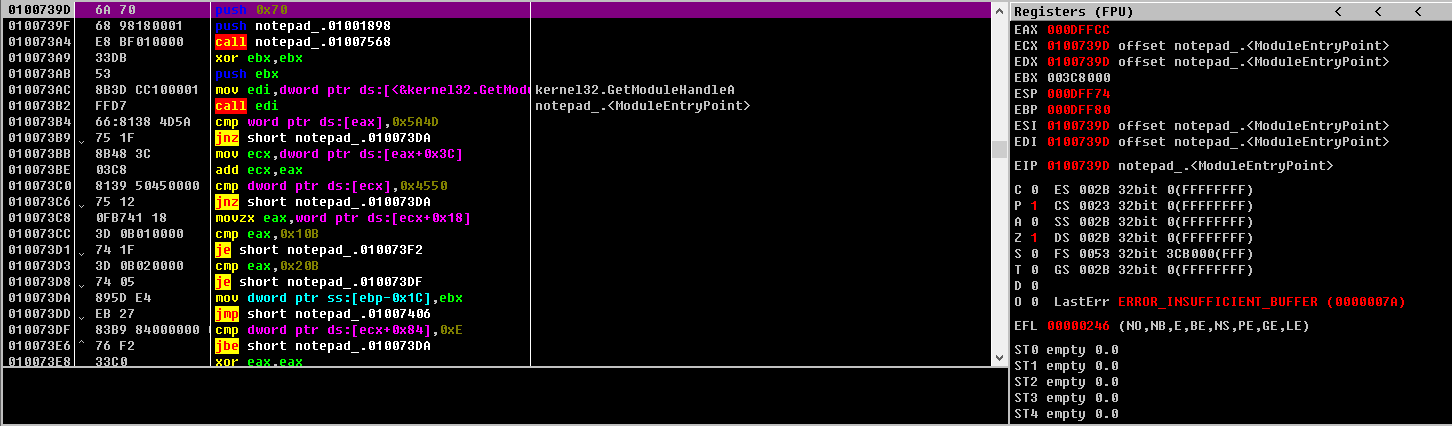 0100739D 6A 70 push 0x70
0100739F 68 98180001 push notepad_.01001898
010073A4 E8 BF010000 call notepad_.01007568
010073A9 33DB xor ebx,ebx
010073AB 53 push ebx
010073AC 8B3D CC100001 mov edi,dword ptr ds:[<&kernel32.GetMod kernel32.GetModuleHandleA
010073B2 FFD7 call edi notepad_.<ModuleEntryPoint>
010073B4 66:8138 4D5A cmp word ptr ds:[eax],0x5A4D
010073B9 75 1F jnz short notepad_.010073DA
010073BB 8B48 3C mov ecx,dword ptr ds:[eax+0x3C]
010073BE 03C8 add ecx,eax
010073C0 8139 50450000 cmp dword ptr ds:[ecx],0x4550
010073C6 75 12 jnz short notepad_.010073DA
010073C8 0FB741 18 movzx eax,word ptr ds:[ecx+0x18]
010073CC 3D 0B010000 cmp eax,0x10B
010073D1 74 1F je short notepad_.010073F2
010073D3 3D 0B020000 cmp eax,0x20B
010073D8 74 05 je short notepad_.010073DF
010073DA 895D E4 mov dword ptr ss:[ebp-0x1C],ebx
010073DD EB 27 jmp short notepad_.01007406
010073DF 83B9 84000000 cmp dword ptr ds:[ecx+0x84],0xE
010073E6 76 F2 jbe short notepad_.010073DA
010073E8 33C0 xor eax,eax
Registers (FPU) < < <
EAX 000DFFCC
ECX 0100739D offset notepad_.<ModuleEntryPoint>
EDX 0100739D offset notepad_.<ModuleEntryPoint>
EBX 003C8000
ESP 000DFF74
EBP 000DFF80
ESI 0100739D offset notepad_.<ModuleEntryPoint>
EDI 0100739D offset notepad_.<ModuleEntryPoint>
EIP 0100739D notepad_.<ModuleEntryPoint>
C 0 ES 002B 32bit 0(FFFFFFFF)
P 1 CS 0023 32bit 0(FFFFFFFF)
A 0 SS 002B 32bit 0(FFFFFFFF)
Z 1 DS 002B 32bit 0(FFFFFFFF)
S 0 FS 0053 32bit 3CB000(FFF)
T 0 GS 002B 32bit 0(FFFFFFFF)
D 0
O 0 LastErr ERROR_INSUFFICIENT_BUFFER (0000007A)
EFL 00000246 (NO,NB,E,BE,NS,PE,GE,LE)
ST0 empty 0.0
ST1 empty 0.0
ST2 empty 0.0
ST3 empty 0.0
ST4 empty 0.0